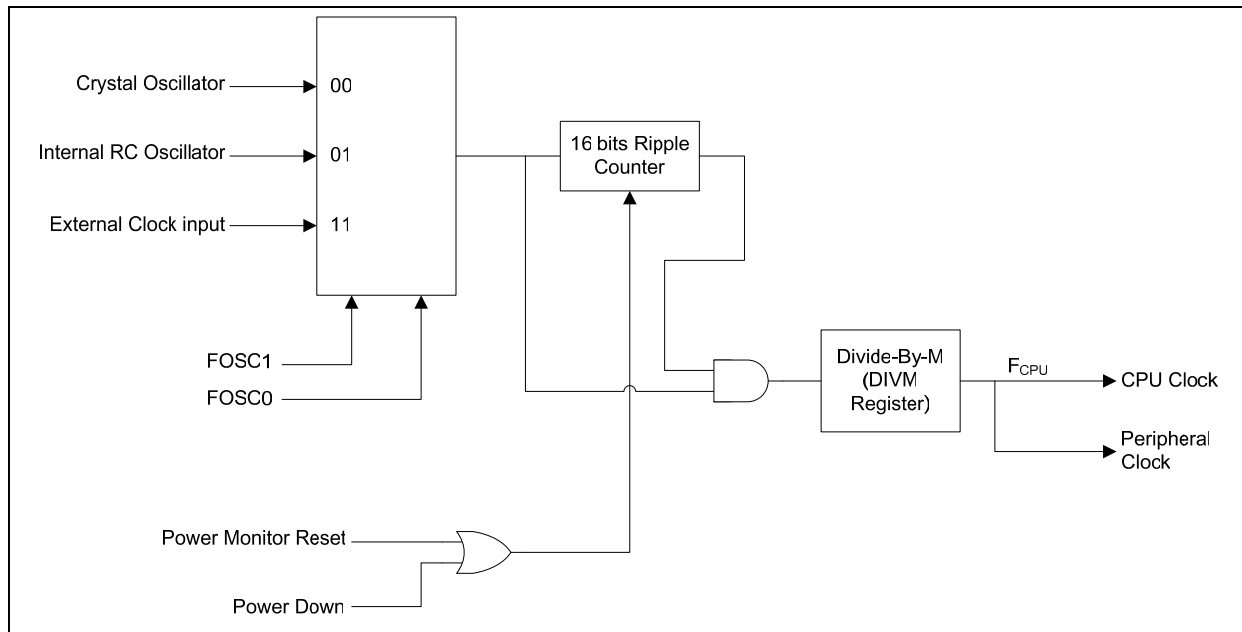 Crystal Oscillator
00
Internal RC Oscillator
01
External Clock input
11
16 bits Ripple
Counter
FOSC1
FOSC0
Divide-By-M
(DIVM
Register)
FCPU
CPU Clock
Peripheral
Clock
Power Monitor Reset
Power Down